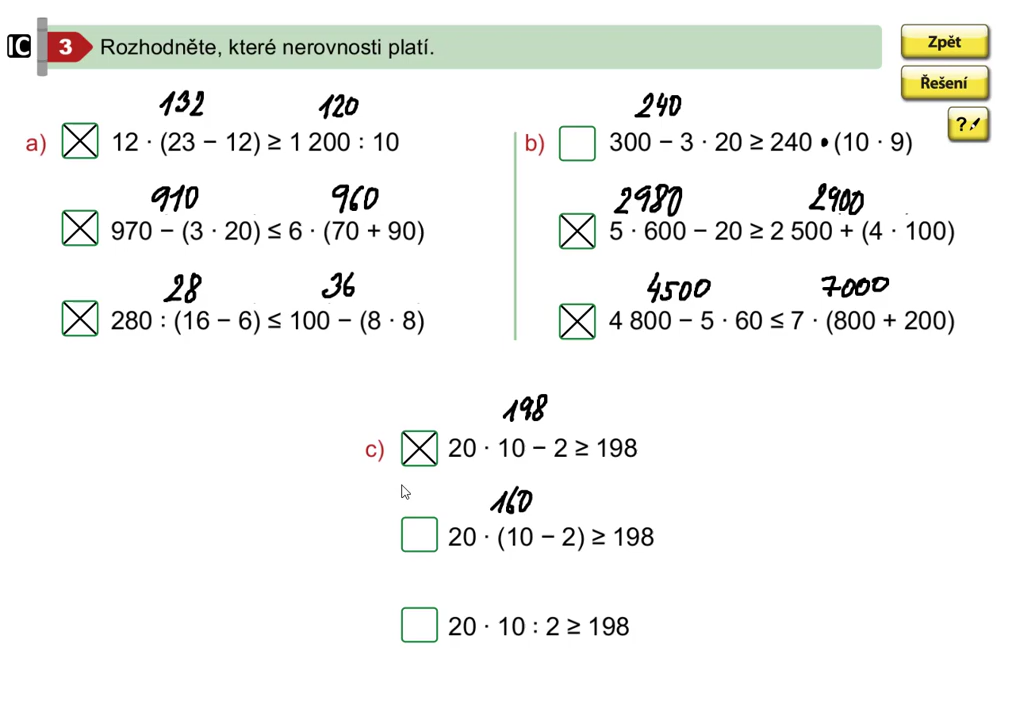 IC 3 Rozhodněte, které nerovnosti platí.
Zpět
Řešení
?
132 120
a) 12 · (23 − 12) ≥ 1 200 : 10
910 960
970 − (3 · 20) ≤ 6 · (70 + 90)
28 36
280 : (16 − 6) ≤ 100 − (8 · 8)
240
b) 300 − 3 · 20 ≥ 240 • (10 · 9)
2980 2900
5 · 600 − 20 ≥ 2 500 + (4 · 100)
4500 7000
4 800 − 5 · 60 ≤ 7 · (800 + 200)
198
c) 20 · 10 − 2 ≥ 198
160
20 · (10 − 2) ≥ 198
20 · 10 : 2 ≥ 198